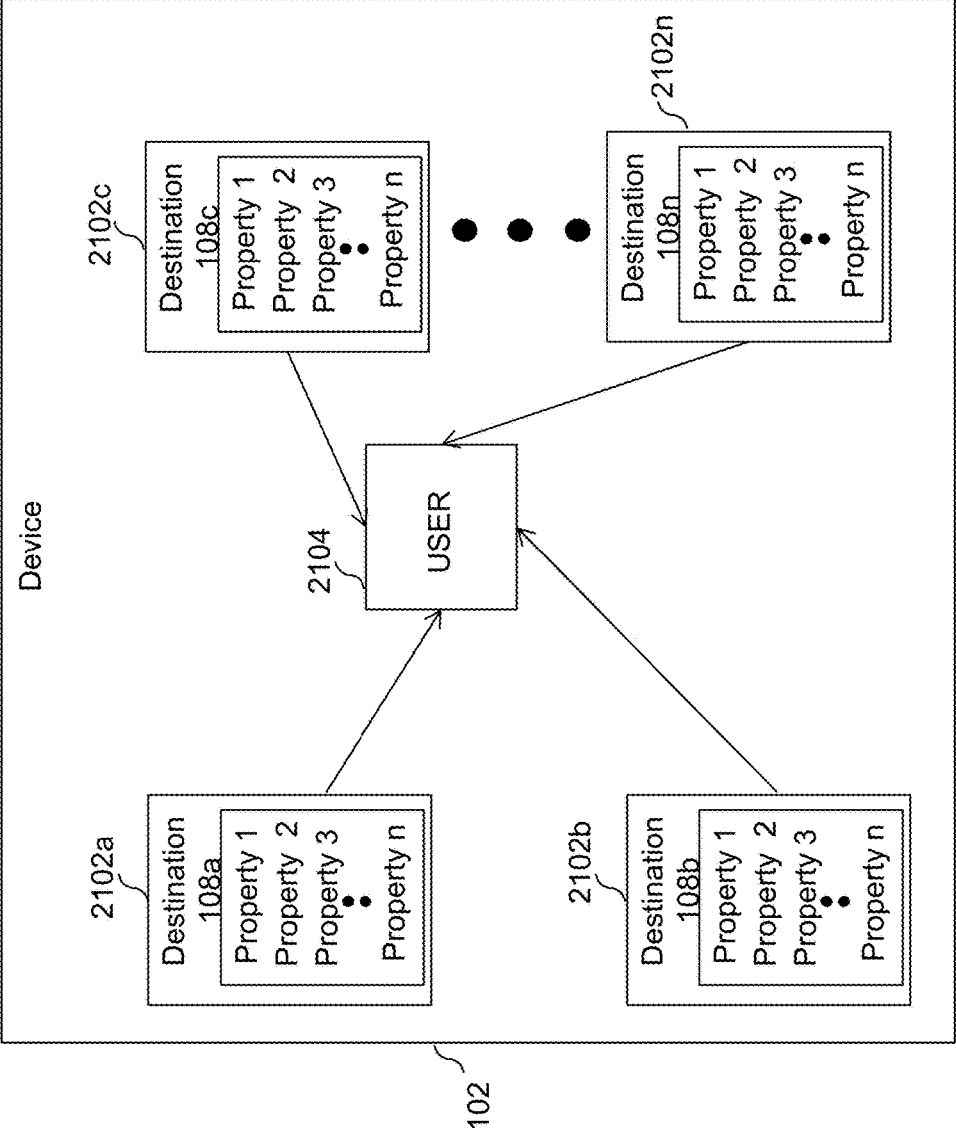 Device
2102a
Destination
108a
Property 1
Property 2
Property 3
Property n
2102c
Destination
108c
Property 1
Property 2
Property 3
Property n
2104
USER
2102b
Destination
108b
Property 1
Property 2
Property 3
Property n
2102n
Destination
108n
Property 1
Property 2
Property 3
Property n
102